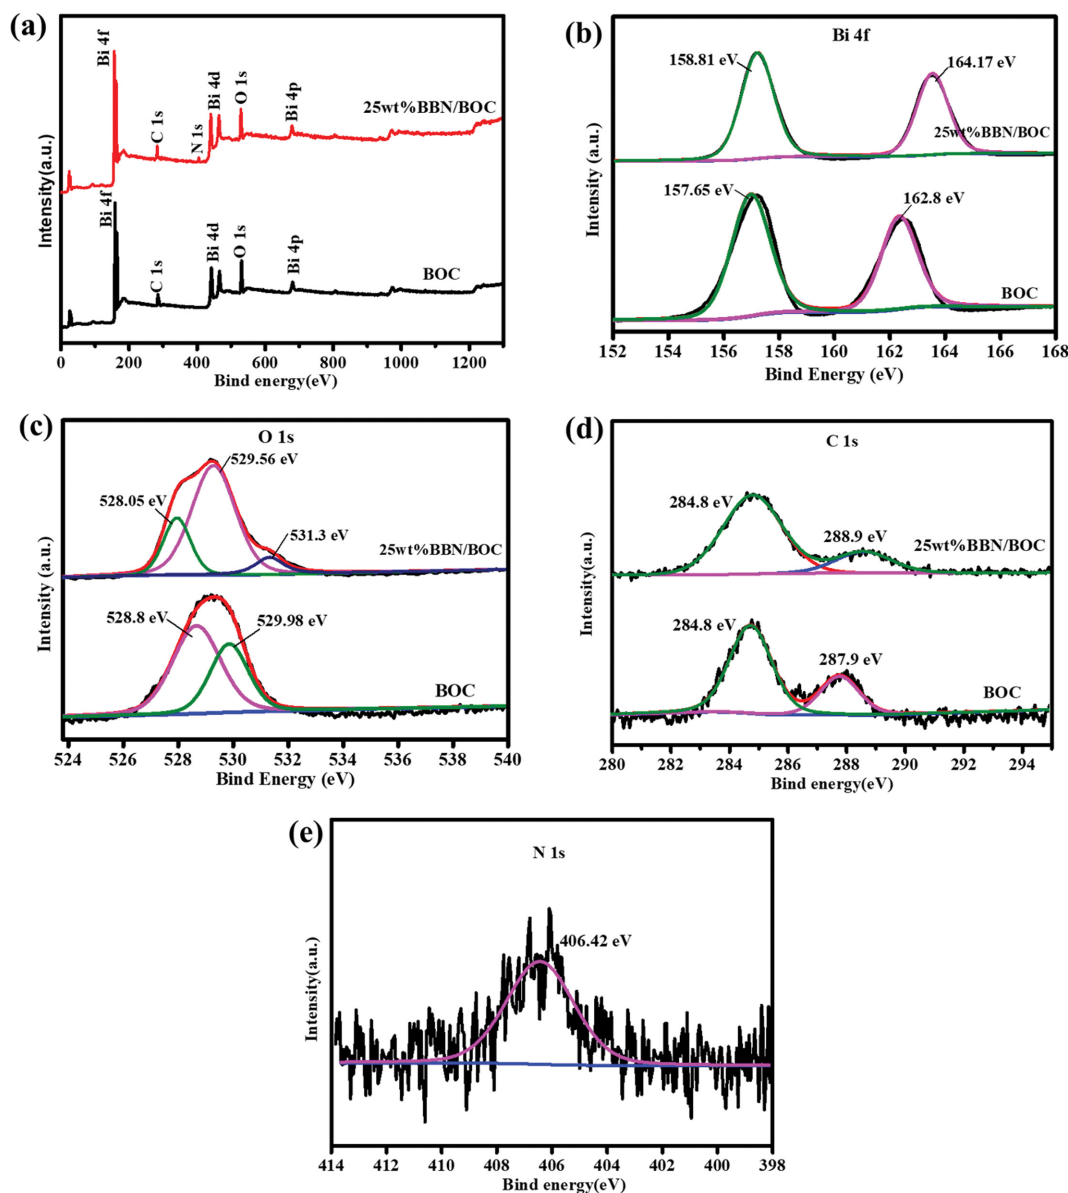 (a)
Intensity(a.u.)
Bi 4f
C 1s
N 1s
Bi 4d
O 1s
Bi 4p
25wt%BBN/BOC
Bi 4f
C 1s
Bi 4d
O 1s
Bi 4p
BOC
0 200 400 600 800 1000 1200
Bind energy(eV)
(b)
Bi 4f
Intensity (a.u.)
158.81 eV
164.17 eV
25wt%BBN/BOC
157.65 eV
162.8 eV
BOC
152 154 156 157 160 162 164 166 168
Bind Energy (eV)
(c)
O 1s
Intensity (a.u.)
529.56 eV
528.05 eV
531.3 eV
25wt%BBN/BOC
528.8 eV
529.98 eV
BOC
524 526 528 530 532 534 536 538 540
Bind Energy (eV)
(d)
C 1s
Intensity (a.u.)
284.8 eV
288.9 eV
25wt%BBN/BOC
284.8 eV
287.9 eV
BOC
280 282 284 286 288 290 292 294
Bind energy(eV)
(e)
N 1s
Intensity(a.u.)
406.42 eV
414 412 410 408 406 404 402 400 398
Bind energy(eV)